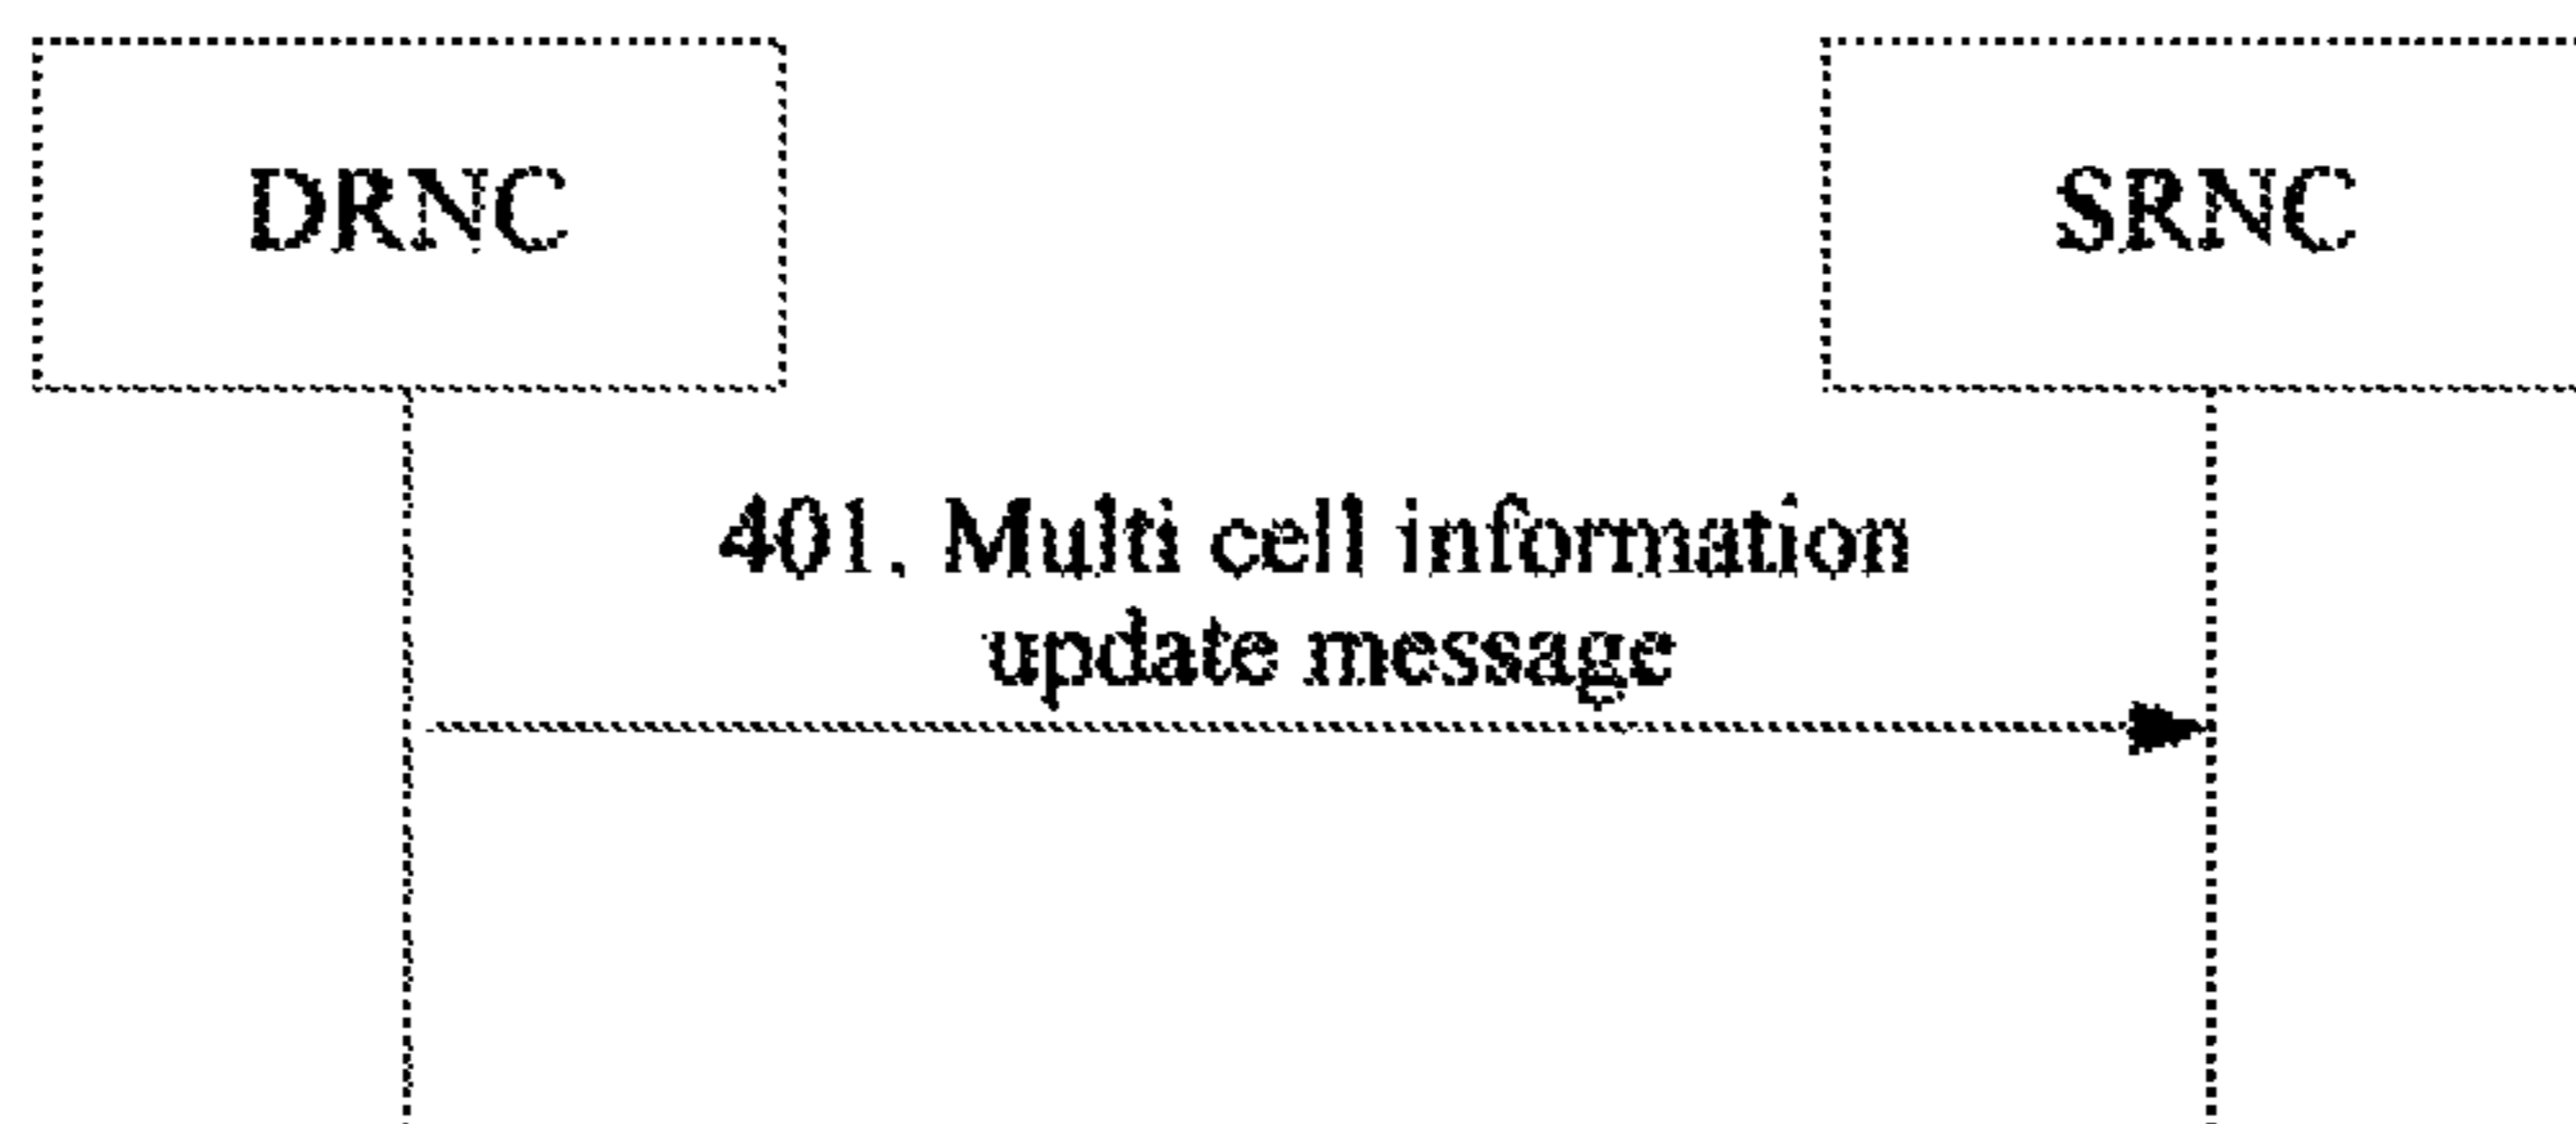 DRNC
SRNC
401. Multi cell information
update message